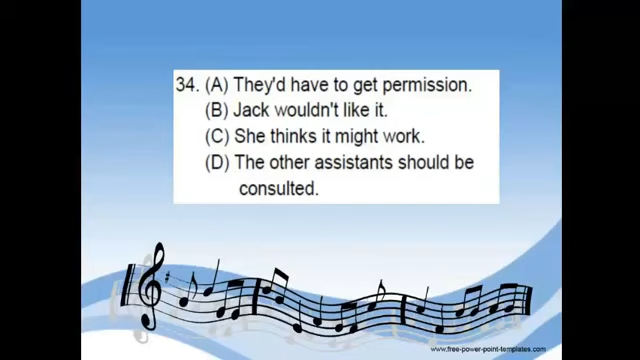 34. (A) They'd have to get permission.
(B) Jack wouldn't like it.
(C) She thinks it might work.
(D) The other assistants should be
consulted.
www.free-power-point-templates.com